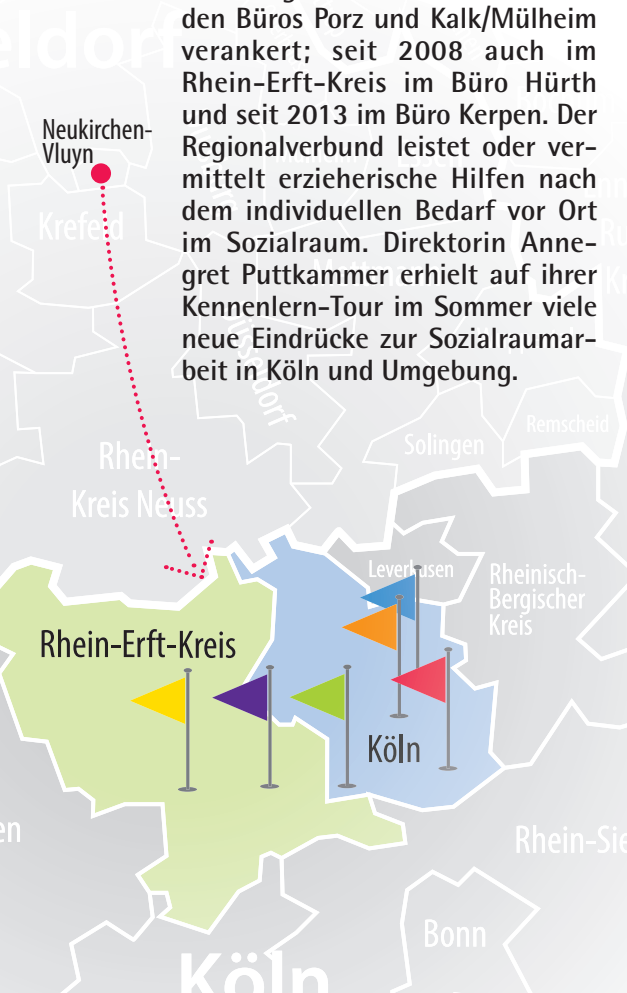 den Büros Porz und Kalk/Mülheim
verankert; seit 2008 auch im
Rhein-Erft-Kreis im Büro Hürth
und seit 2013 im Büro Kerpen. Der
Regionalverbund leistet oder ver-
mittelt erzieherische Hilfen nach
dem individuellen Bedarf vor Ort
im Sozialraum. Direktorin Anne-
gret Puttkammer erhielt auf ihrer
Kennenlern-Tour im Sommer viele
neue Eindrücke zur Sozialraumar-
beit in Köln und Umgebung.
Neukirchen-
Vluyn
Krefeld
Remscheid
Solingen
Rhein-
Kreis Neuss
Leverkusen
Rheinisch-
Bergischer
Kreis
Rhein-Erft-Kreis
Köln
Rhein-Sie
Bonn
Köln